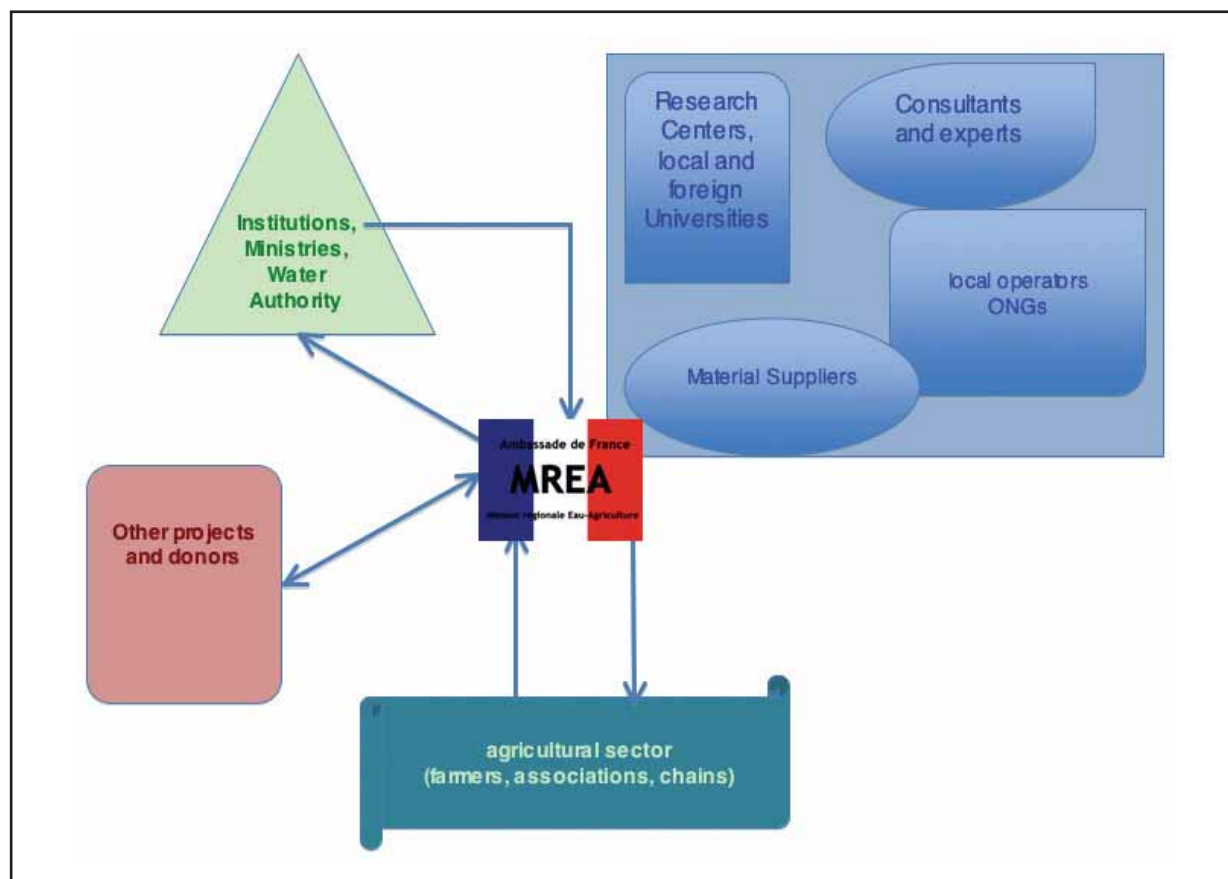 Institutions,
Ministries,
Water
Authority
Research
Centers,
local and
foreign
Universities
Consultants
and experts
local operators
ONGs
Material Suppliers
Ambassade de France
MREA
Mission régionale Eau-Agriculture
Other projects
and donors
agricultural sector
(farmers, associations, chains)